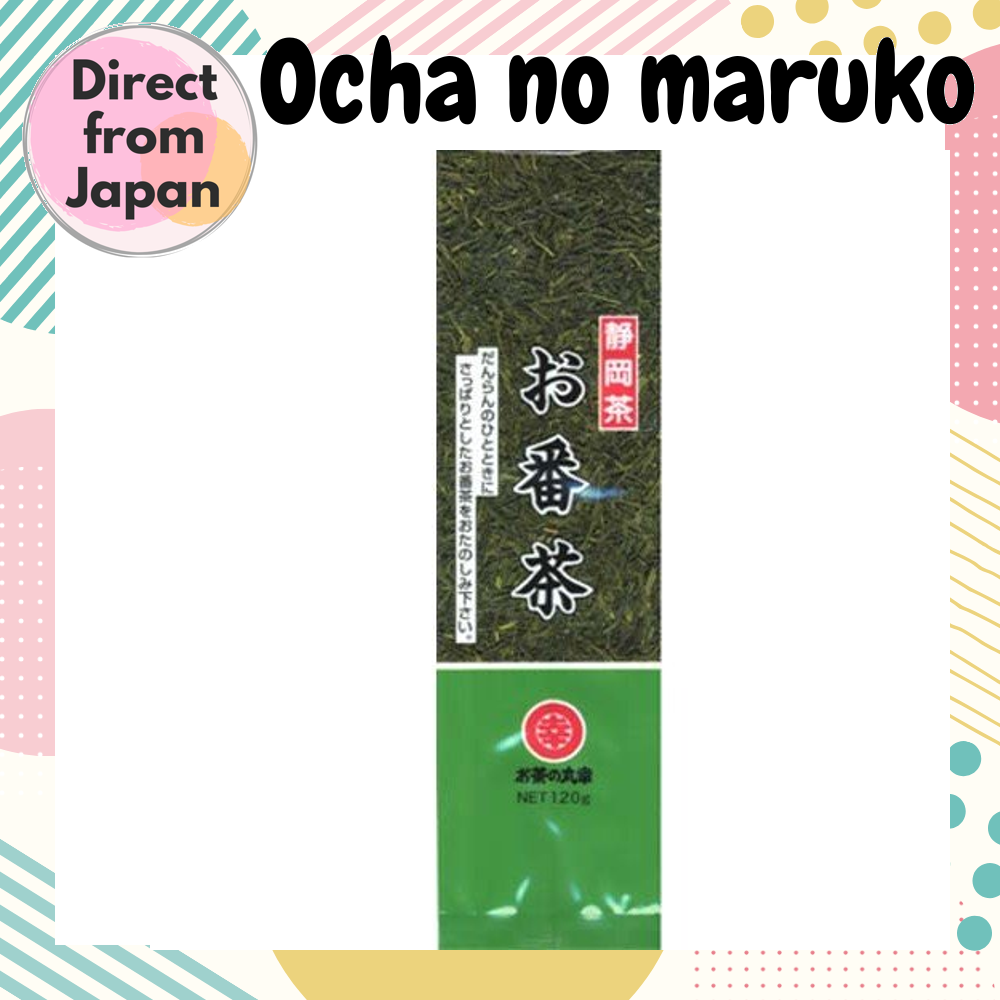 Direct
from
Japan
Ocha no maruko
静岡茶
お番茶
だんらんのひとときに
さっぱりとしたお番茶をおたのしみ下さい。
幸
お茶の丸幸
NET120g